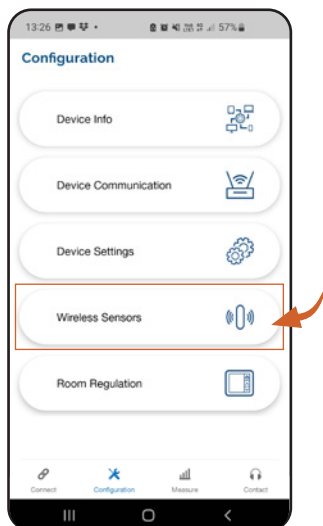 13:26
57%
Configuration
Device Info
Device Communication
Device Settings
Wireless Sensors
Room Regulation
Connect Configuration Measure Contact